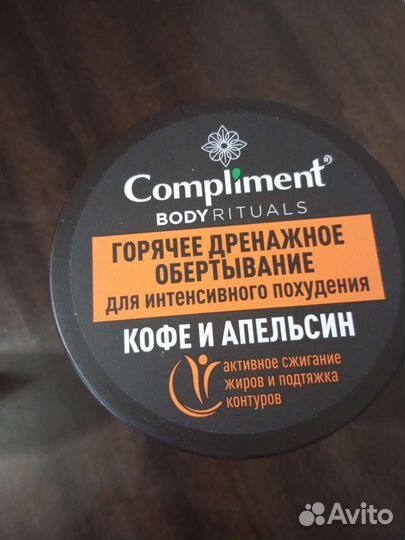 Compliment®
BODY RITUALS
ГОРЯЧЕЕ ДРЕНАЖНОЕ
ОБЕРТЫВАНИЕ
для интенсивного похудения
КОФЕ И АПЕЛЬСИН
активное сжигание
жиров и подтяжка
контуров
Avito